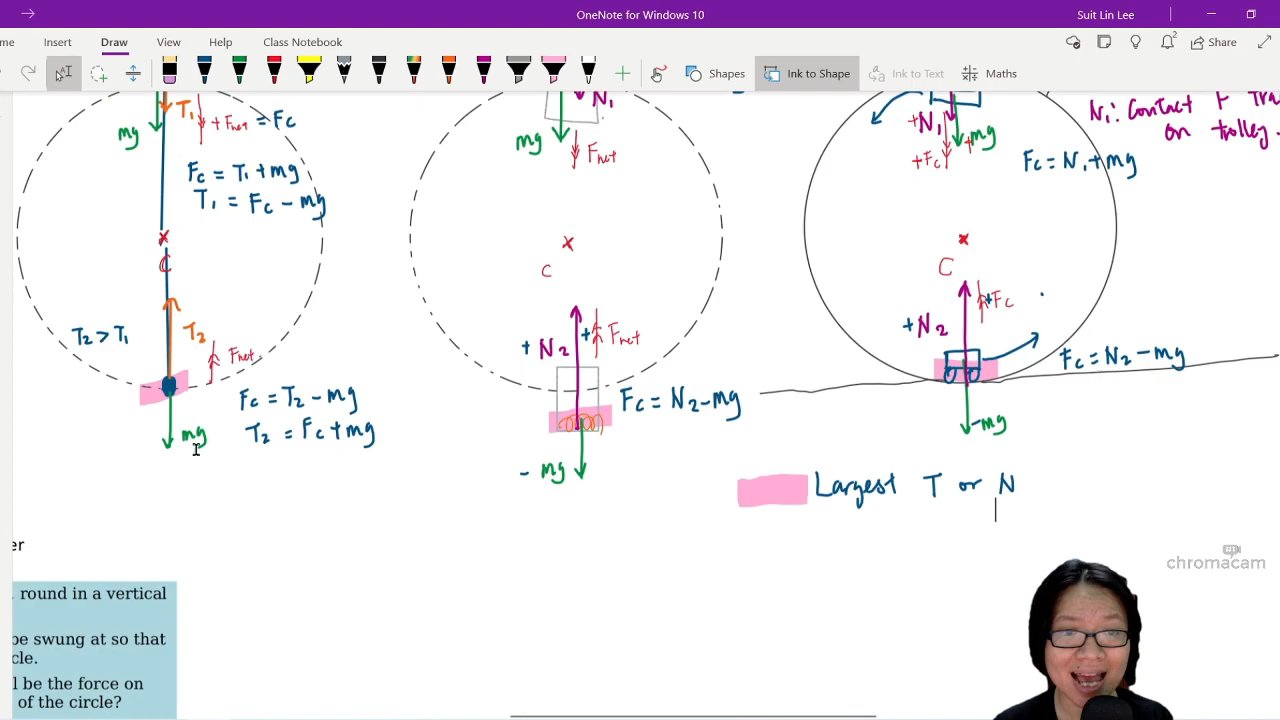 OneNote for Windows 10
Suit Lin Lee
me
Insert
Draw
View
Help
Class Notebook
Share
Shapes
Ink to Shape
Ink to Text
Maths
T₁
mg
+ Fnet = Fc
Fc = T₁ + mg
T₁ = Fc - mg
C
T₂ > T₁
T₂
Fnet
Fc = T₂ - mg
T₂ = Fc + mg
mg
N₁
mg
Fnet
C
+ N₂
+ Fnet
Fc = N₂ - mg
- mg
+N₁
+mg
+Fc
Fc = N₁ + mg
N₁: Contact F
on trolley.
C
+Fc
+N₂
Fc = N₂ - mg
-mg
Largest T or N
er
, round in a vertical
be swung at so that
cle.
l be the force on
of the circle?
chromacam